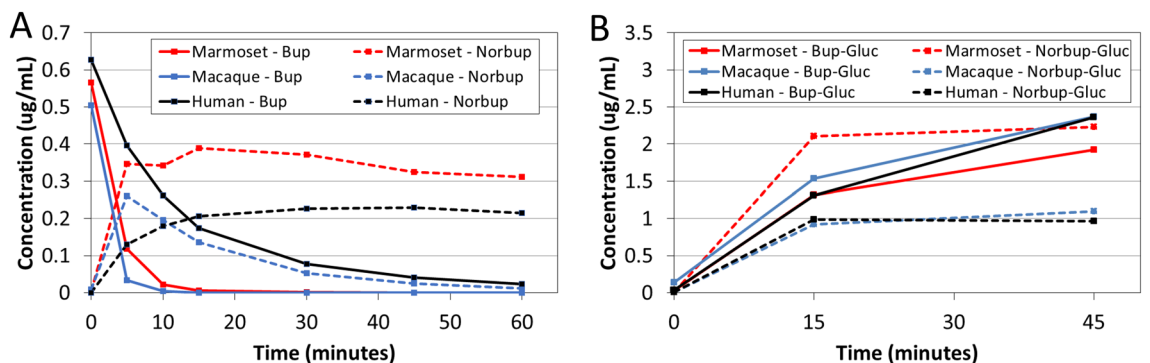 A
Concentration (ug/mL)
0.7
0.6
0.5
0.4
0.3
0.2
0.1
0
Marmoset - Bup
Marmoset - Norbup
Macaque - Bup
Macaque - Norbup
Human - Bup
Human - Norbup
0
10
20
30
40
50
60
Time (minutes)
B
Concentration (ug/mL)
3.5
3
2.5
2
1.5
1
0.5
0
Marmoset - Bup-Gluc
Marmoset - Norbup-Gluc
Macaque - Bup-Gluc
Macaque - Norbup-Gluc
Human - Bup-Gluc
Human - Norbup-Gluc
0
15
30
45
Time (minutes)